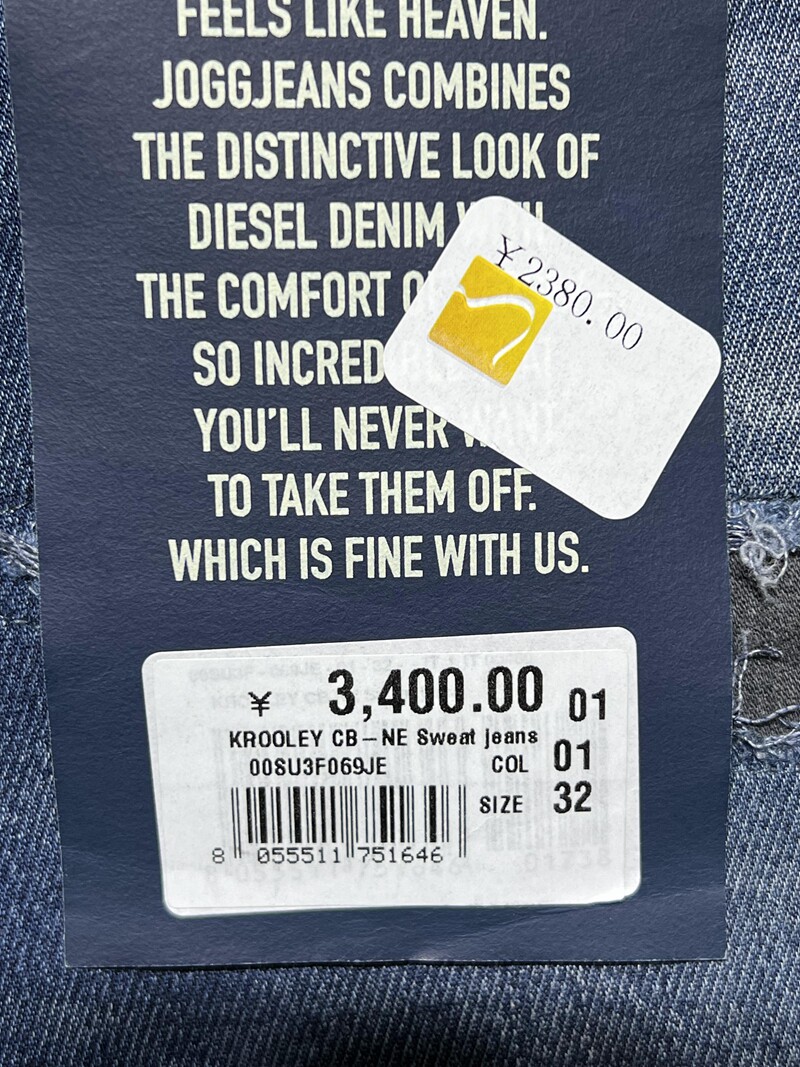 FEELS LIKE HEAVEN.
JOGGJEANS COMBINES
THE DISTINCTIVE LOOK OF
DIESEL DENIM
THE COMFORT
SO
YOU'LL NEVER
TO TAKE THEM OFF.
WHICH IS FINE WITH US.
¥2380.00
¥ 3,400.00 01
KROOLEY CB-NE Sweat jeans
00SU3F069JE COL 01
SIZE 32
8 055511 751646